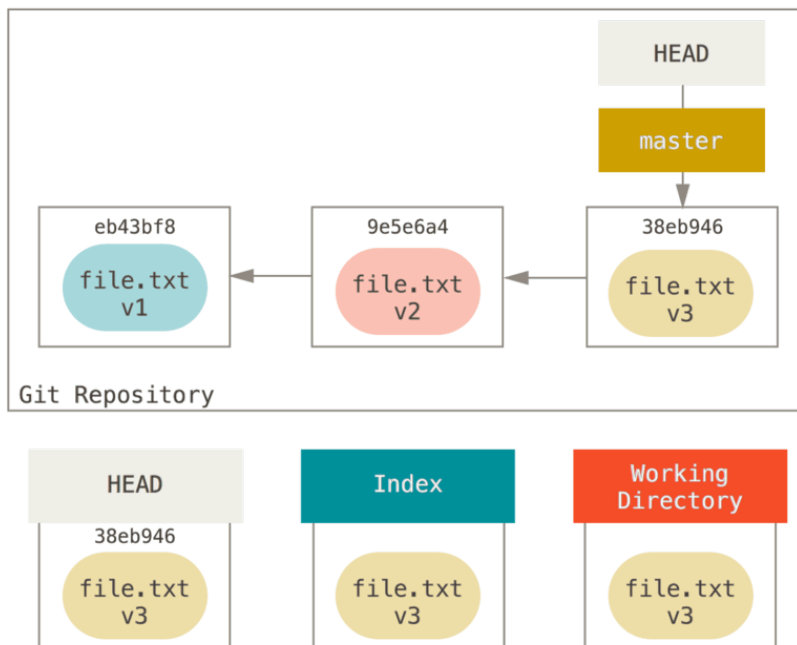 HEAD
master
eb43bf8
9e5e6a4
38eb946
file.txt
v1
file.txt
v2
file.txt
v3
Git Repository
HEAD
Index
Working
Directory
38eb946
file.txt
v3
file.txt
v3
file.txt
v3